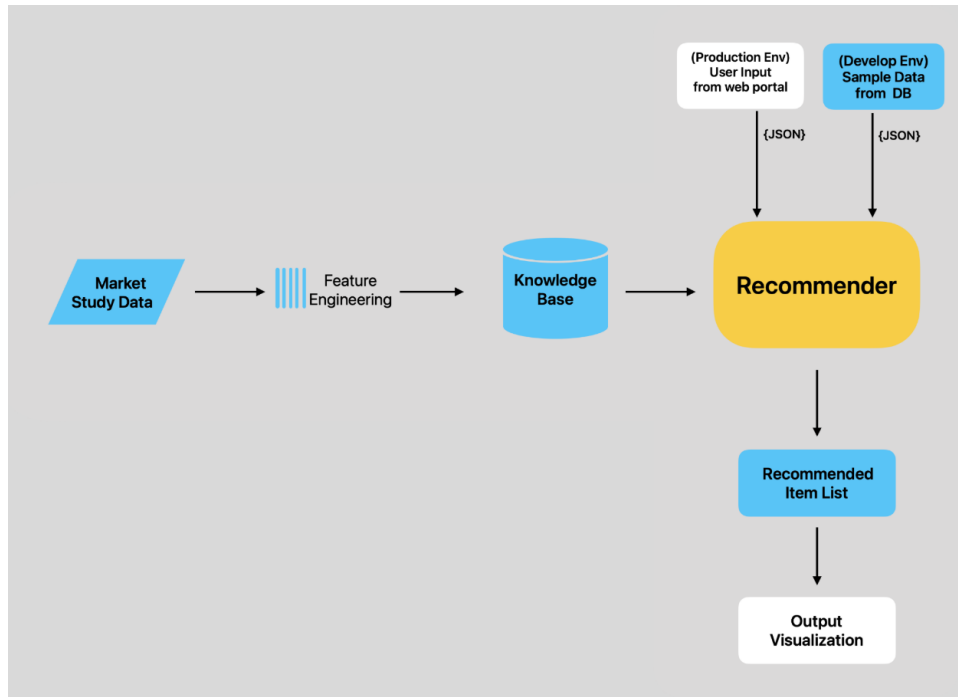 (Production Env)
User Input
from web portal
(Develop Env)
Sample Data
from DB
{JSON}
{JSON}
Market
Study Data
Feature
Engineering
Knowledge
Base
Recommender
Recommended
Item List
Output
Visualization